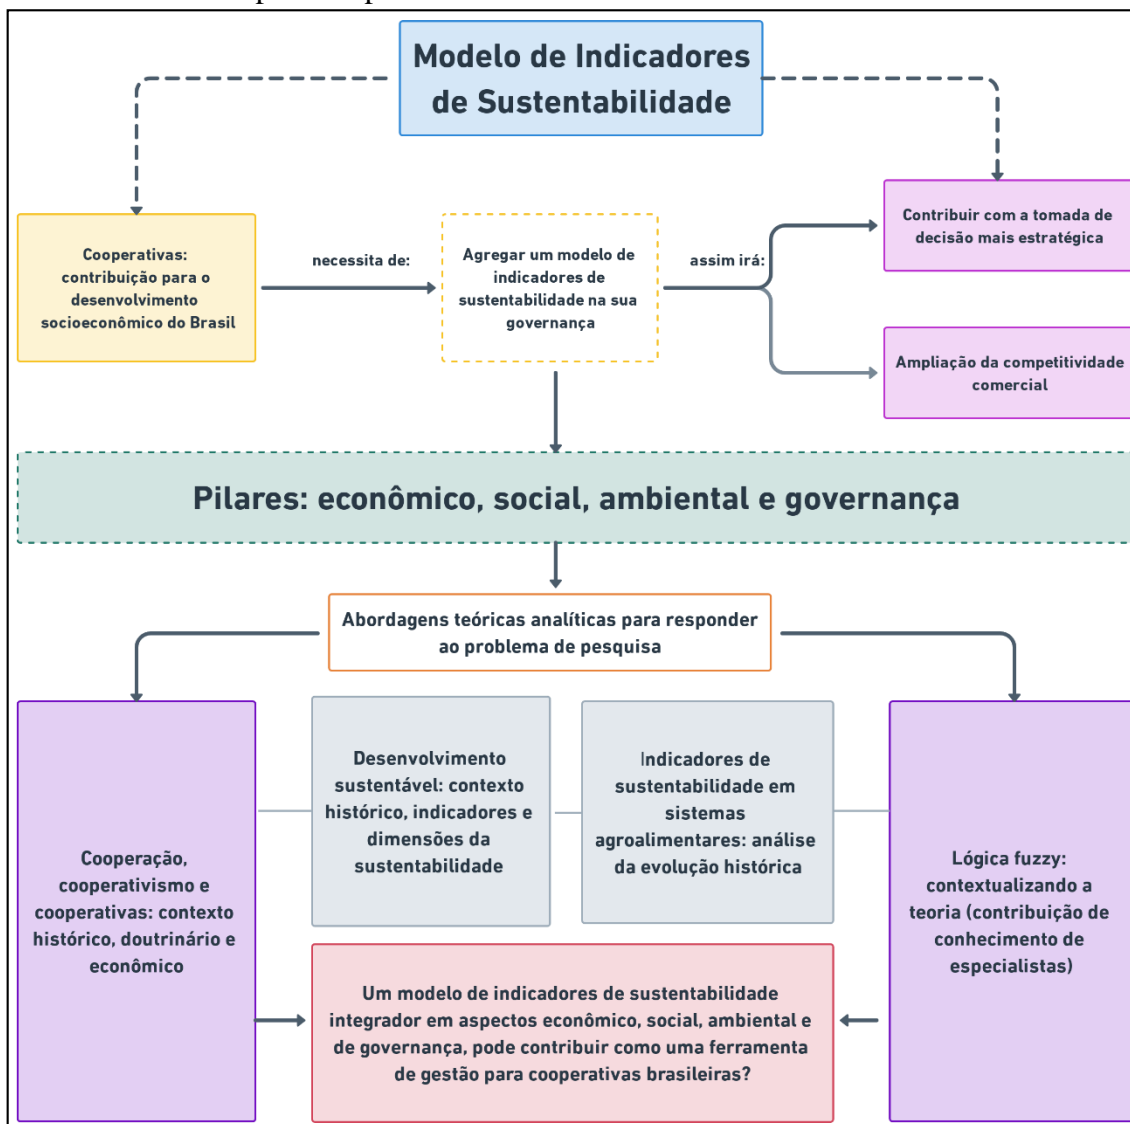 Modelo de Indicadores
de Sustentabilidade
Cooperativas:
contribuição para o
desenvolvimento
socioeconômico do Brasil
necessita de:
Agregar um modelo de
indicadores de
sustentabilidade na sua
governança
assim irá:
Contribuir com a tomada de
decisão mais estratégica
Ampliação da competitividade
comercial
Pilares: econômico, social, ambiental e governança
Abordagens teóricas analíticas para responder
ao problema de pesquisa
Cooperação,
cooperativismo e
cooperativas: contexto
histórico, doutrinário e
econômico
Desenvolvimento
sustentável: contexto
histórico, indicadores e
dimensões da
sustentabilidade
Indicadores de
sustentabilidade em
sistemas
agroalimentares: análise
da evolução histórica
Lógica fuzzy:
contextualizando a
teoria (contribuição de
conhecimento de
especialistas)
Um modelo de indicadores de sustentabilidade
integrador em aspectos econômico, social, ambiental e
de governança, pode contribuir como uma ferramenta
de gestão para cooperativas brasileiras?